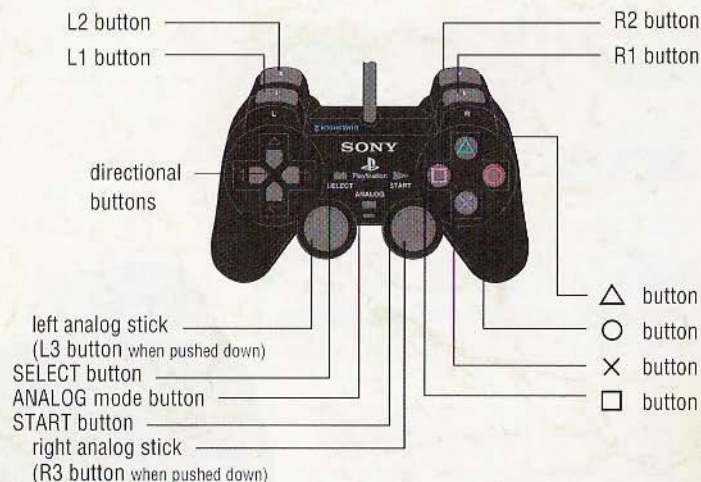 L2 button
R2 button
L1 button
R1 button
L
R
SONY
PlayStation
SELECT
START
ANALOG
directional
buttons
△ button
left analog stick
○ button
(L3 button when pushed down)
SELECT button
✕ button
ANALOG mode button
□ button
START button
right analog stick
(R3 button when pushed down)